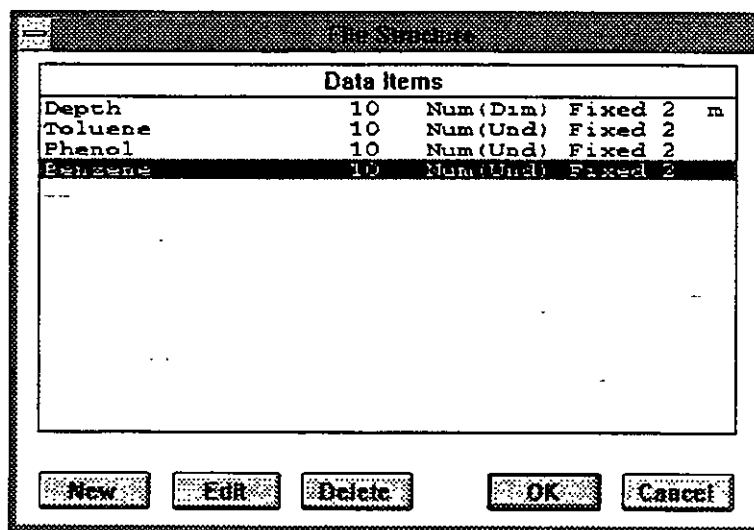 File Structure
Data Items
Depth 10 Num(Dim) Fixed 2 m
Toluene 10 Num(Und) Fixed 2
Phenol 10 Num(Und) Fixed 2
Benzene 10 Num(Und) Fixed 2
New Edit Delete OK Cancel